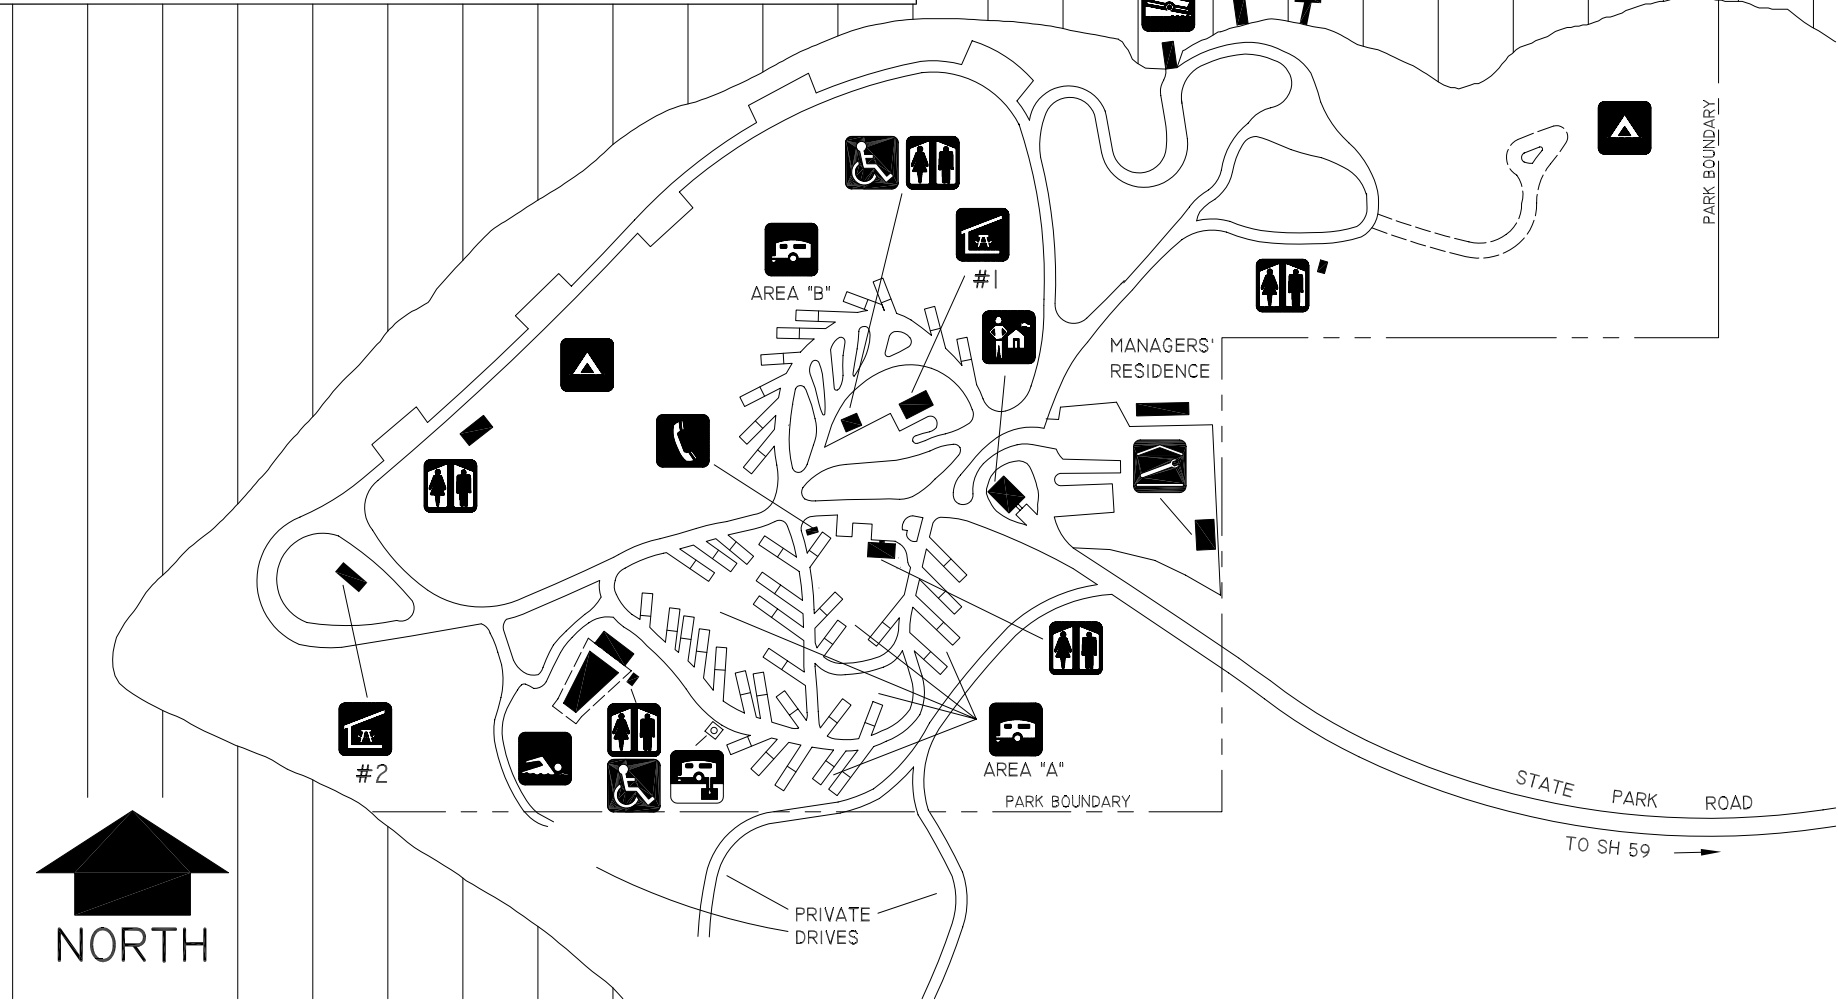 PARK BOUNDARY
#1
AREA "B"
MANAGERS'
RESIDENCE
#2
AREA "A"
PARK BOUNDARY
STATE PARK ROAD
TO SH 59
PRIVATE
DRIVES
NORTH